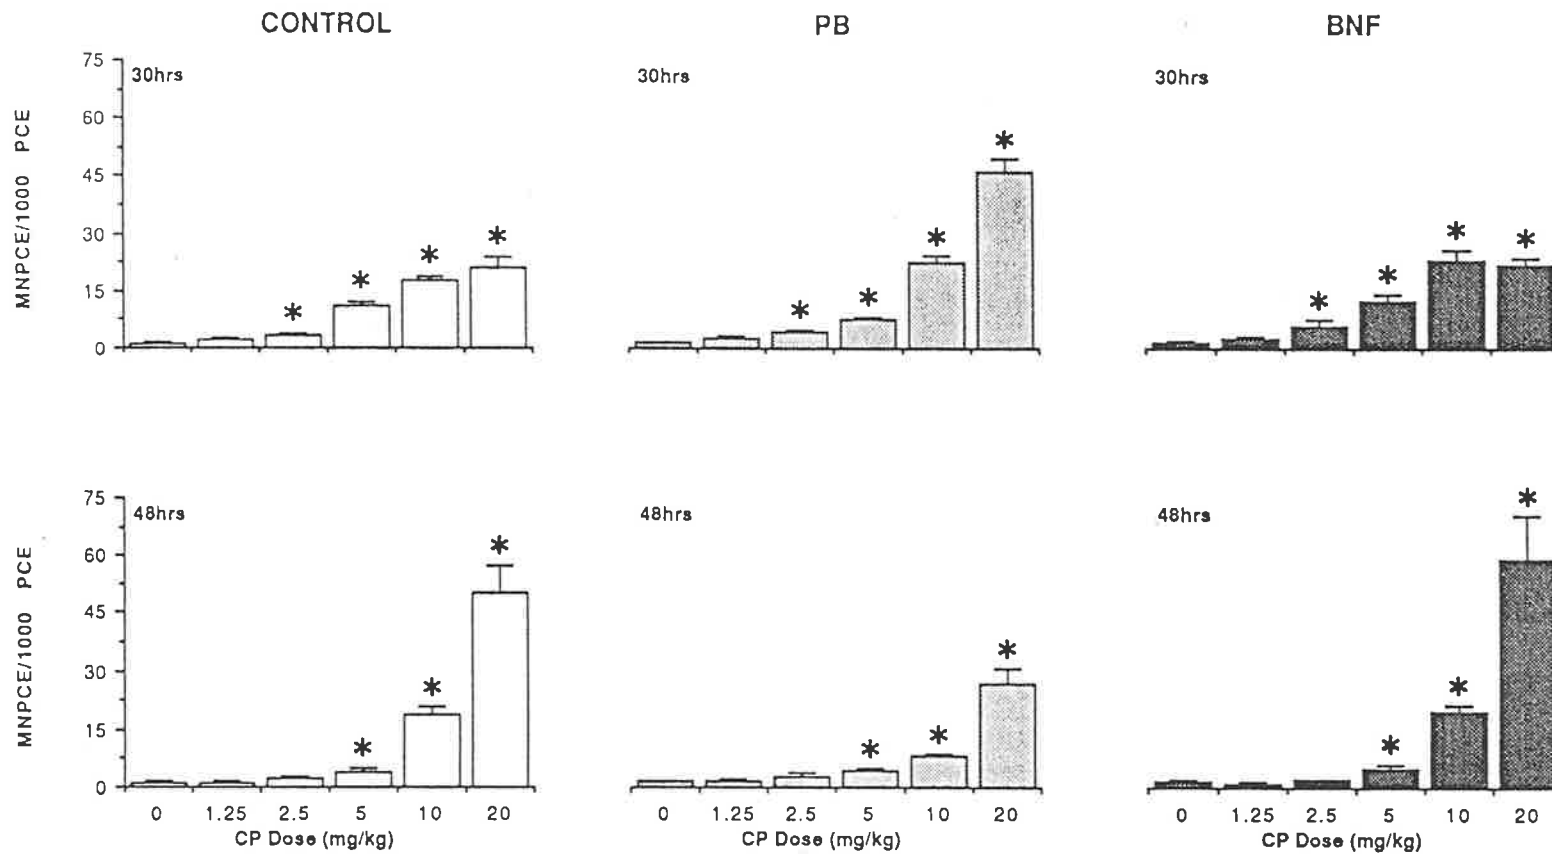 CONTROL PB BNF
75 30hrs 30hrs 30hrs
60
45
30
15
0
MNPCE/1000 PCE
* * * *
* * * *
* * * *
75 48hrs 48hrs 48hrs
60
45
30
15
0
MNPCE/1000 PCE
* * *
* * *
* * *
0 1.25 2.5 5 10 20 0 1.25 2.5 5 10 20 0 1.25 2.5 5 10 20
CP Dose (mg/kg) CP Dose (mg/kg) CP Dose (mg/kg)